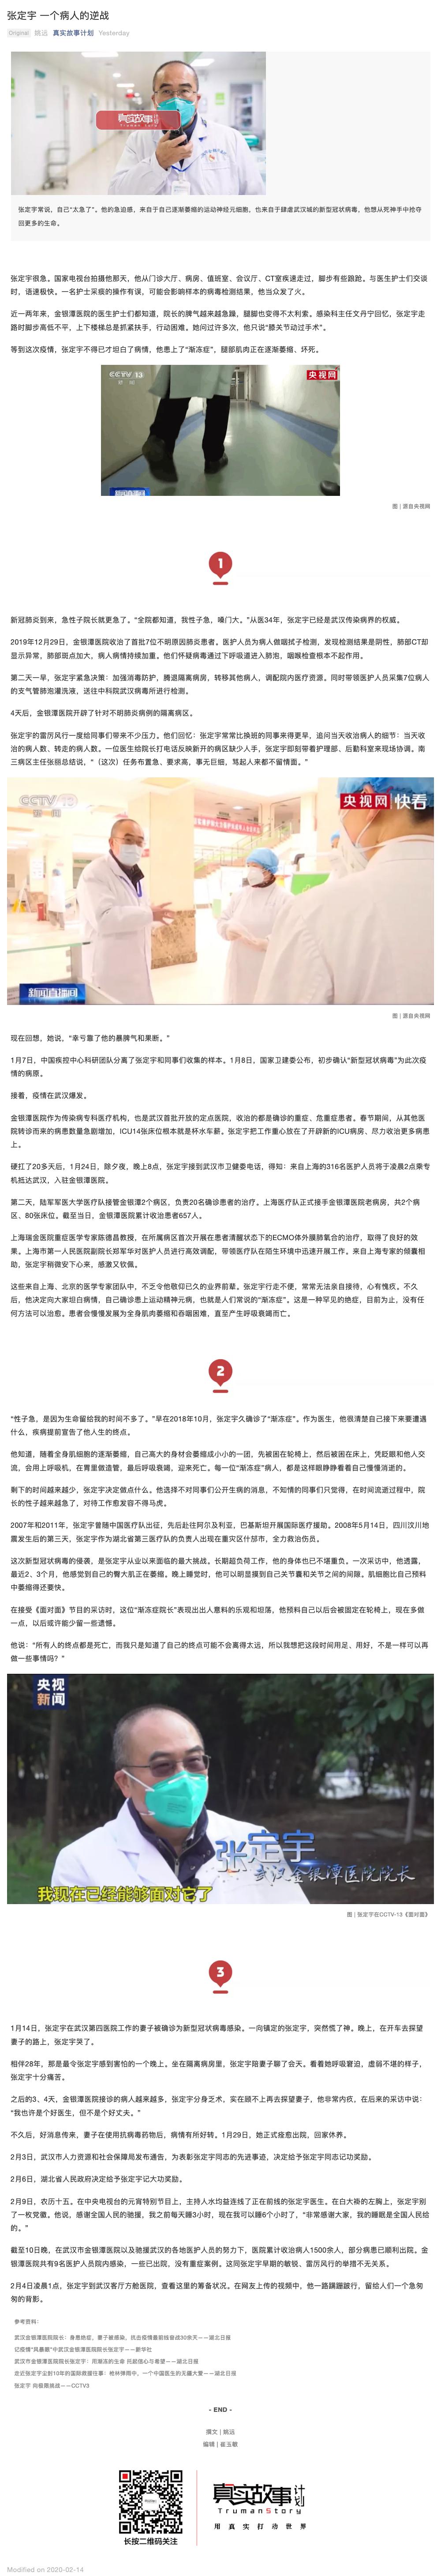 张定宇 一个病人的逆战
Original 姚远 真实故事计划 Yesterday
真实故事计划
Truman Story
张定宇常说，自己“太急了”。他的急迫感，来自于自己逐渐萎缩的运动神经元细胞，也来自于肆虐武汉城的新型冠状病毒，他想从死神手中抢夺
回更多的生命。
张定宇很急。国家电视台拍摄他那天，他从门诊大厅、病房、值班室、会议厅、CT室疾速走过，脚步有些踉跄。与医生护士们交谈
时，语速极快。一名护士采痰的操作有误，可能会影响样本的病毒检测结果，他当众发了火。
近一两年来，金银潭医院的医生护士们都知道，院长的脾气越来越急躁，腿脚也变得不太利索。感染科主任文丹宁回忆，张定宇走
路时脚步高低不平，上下楼梯总是抓紧扶手，行动困难。她问过许多次，他只说“膝关节动过手术”。
等到这次疫情，张定宇不得已才坦白了病情，他患上了“渐冻症”，腿部肌肉正在逐渐萎缩、坏死。
CCTV 13
新闻
央视网
新闻直播间
图 | 源自央视网
1
新冠肺炎到来，急性子院长就更急了。“全院都知道，我性子急，嗓门大。”从医34年，张定宇已经是武汉传染病界的权威。
2019年12月29日，金银潭医院收治了首批7位不明原因肺炎患者。医护人员为病人做咽拭子检测，发现检测结果是阴性，肺部CT却
显示异常，肺部斑点加大，病人病情持续加重。他们怀疑病毒通过下呼吸道进入肺泡，咽喉检查根本不起作用。
第二天一早，张定宇紧急决策：加强消毒防护，腾退隔离病房，转移其他病人，调配院内医疗资源。同时带领医护人员采集7位病人
的支气管肺泡灌洗液，送往中科院武汉病毒所进行检测。
4天后，金银潭医院开辟了针对不明肺炎病例的隔离病区。
张定宇的雷厉风行一度给同事们带来不少压力。他们回忆：张定宇常常比换班的同事来得更早，追问当天收治病人的细节：当天收
治的病人数、转走的病人数。一位医生给院长打电话反映新开的病区缺少人手，张定宇即刻带着护理部、后勤科室来现场协调。南
三病区主任张丽总结说，“（这次）任务布置急、要求高，事无巨细，骂起人来都不留情面。”
CCTV 13
新闻
央视网 快看
新闻直播间
图 | 源自央视网
现在回想，她说，“幸亏靠了他的暴脾气和果断。”
1月7日，中国疾控中心科研团队分离了张定宇和同事们收集的样本。1月8日，国家卫建委公布，初步确认“新型冠状病毒”为此次疫
情的病原。
接着，疫情在武汉爆发。
金银潭医院作为传染病专科医疗机构，也是武汉首批开放的定点医院，收治的都是确诊的重症、危重症患者。春节期间，从其他医
院转诊而来的病患数量急剧增加，ICU14张床位根本就是杯水车薪。张定宇把工作重心放在了开辟新的ICU病房、尽力收治更多病患
上。
硬扛了20多天后，1月24日，除夕夜，晚上8点，张定宇接到武汉市卫健委电话，得知：来自上海的316名医护人员将于凌晨2点乘专
机抵达武汉，入驻金银潭医院。
第二天，陆军军医大学医疗队接管金银潭2个病区，负责20名确诊患者的治疗。上海医疗队正式接手金银潭医院老病房，共2个病
区、80张床位。截至当日，金银潭医院累计收治患者657人。
上海瑞金医院重症医学专家陈德昌教授，在所属病区首次开展在患者清醒状态下的ECMO体外膜肺氧合的治疗，取得了良好的效
果。上海市第一人民医院副院长郑军华对医护人员进行高效调配，带领医疗队在陌生环境中迅速开展工作。来自上海专家的倾囊相
助，张定宇稍微安下心来，感激又钦佩。
这些来自上海、北京的医学专家团队中，不乏令他敬仰已久的业界前辈。张定宇行走不便，常常无法亲自接待，心有愧疚。不久
后，他决定向大家坦白病情，自己确诊患上运动精神元病，也就是人们常说的“渐冻症”。这是一种罕见的绝症，目前为止，没有任
何方法可以治愈。患者会慢慢发展为全身肌肉萎缩和吞咽困难，直至产生呼吸衰竭而亡。
2
“性子急，是因为生命留给我的时间不多了。”早在2018年10月，张定宇久确诊了“渐冻症”。作为医生，他很清楚自己接下来要遭遇
什么，疾病提前宣告了他人生的终点。
他知道，随着全身肌细胞的逐渐萎缩，自己高大的身材会萎缩成小小的一团，先被困在轮椅上，然后被困在床上，凭眨眼和他人交
流，会用上呼吸机，在胃里做造管，最后呼吸衰竭，迎来死亡。每一位“渐冻症”病人，都是这样眼睁睁看着自己慢慢消逝的。
剩下的时间越来越少，张定宇决定做点什么。他选择不对同事们公开生病的消息，不知情的同事们只觉得，在时间流逝过程中，院
长的性子越来越急了，对待工作愈发容不得马虎。
2007年和2011年，张定宇曾随中国医疗队出征，先后赴往阿尔及利亚，巴基斯坦开展国际医疗援助。2008年5月14日，四川汶川地
震发生后的第三天，张定宇作为湖北省第三医疗队的负责人出现在重灾区什邡市，全力救治伤员。
这次新型冠状病毒的侵袭，是张定宇从业以来面临的最大挑战。长期超负荷工作，他的身体也已不堪重负。一次采访中，他透露，
最近2、3个月，他感觉到自己的臀大肌正在萎缩。晚上睡觉时，他可以明显摸到自己关节囊和关节之间的间隙。肌细胞比自己预料
中萎缩得还要快。
在接受《面对面》节目的采访时，这位“渐冻症院长”表现出出人意料的乐观和坦荡，他预料自己以后会被固定在轮椅上，现在多做
一点，以后或许能少留一些遗憾。
他说：“所有人的终点都是死亡，而我只是知道了自己的终点可能不会离得太远，所以我想把这段时间用足、用好，不是一样可以再
做一些事情吗？”
央视
新闻
张定宇
武汉金银潭医院院长
我现在已经能够面对它了
图 | 张定宇在CCTV-13《面对面》
3
1月14日，张定宇在武汉第四医院工作的妻子被确诊为新型冠状病毒感染。一向镇定的张定宇，突然慌了神。晚上，在开车去探望
妻子的路上，张定宇哭了。
相伴28年，那是最令张定宇感到害怕的一个晚上。坐在隔离病房里，张定宇陪妻子聊了会天。看着她呼吸窘迫，虚弱不堪的样子，
张定宇十分痛苦。
之后的3、4天，金银潭医院接诊的病人越来越多，张定宇分身乏术，实在顾不上再去探望妻子，他非常内疚，在后来的采访中说：
“我也许是个好医生，但不是个好丈夫。”
不久后，好消息传来，妻子在使用抗病毒药物后，病情有所好转。1月29日，她正式痊愈出院，回家休养。
2月3日，武汉市人力资源和社会保障局发布通告，为表彰张定宇同志的先进事迹，决定给予张定宇同志记功奖励。
2月6日，湖北省人民政府决定给予张定宇记大功奖励。
2月9日，农历十五。在中央电视台的元宵特别节目上，主持人水均益连线了正在前线的张定宇医生。在白大褂的左胸上，张定宇别
了一枚党徽。他说，感谢全国人民的驰援，我之前每天睡3小时，现在我可以睡6个小时了，“非常感谢大家，我的睡眠是全国人民给
的。”
截至10日晚，在武汉市金银潭医院以及驰援武汉的各地医护人员的努力下，医院累计收治病人1500余人，部分病患已顺利出院。金
银潭医院共有9名医护人员院内感染，一些已出院，没有重症案例。这同张定宇早期的敏锐、雷厉风行的举措不无关系。
2月4日凌晨1点，张定宇到武汉客厅方舱医院，查看这里的筹备状况。在网友上传的视频中，他一路蹒跚跛行，留给人们一个急匆
匆的背影。
参考资料：
武汉金银潭医院院长：身患绝症，妻子被感染，抗击疫情最前线奋战30余天——湖北日报
记疫情“风暴眼”中武汉金银潭医院院长张定宇——新华社
武汉市金银潭医院院长张定宇：用渐冻的生命 托起信心与希望——湖北日报
走近张定宇尘封10年的国际救援往事：枪林弹雨中，一个中国医生的无疆大爱——湖北日报
张定宇 向极限挑战——CCTV3
- END -
撰文 | 姚远
编辑 | 崔玉敏
长按二维码关注
真实故事计划
Truman Story
用真实打动世界
Modified on 2020-02-14